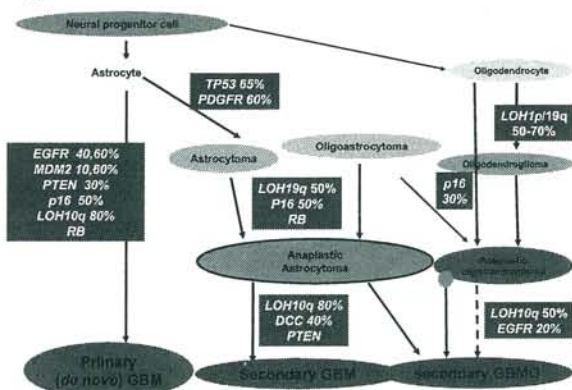 Neural progenitor cell
Astrocyte
Oligodendrocyte
TP53 65%
PDGFR 60%
LOH1p/19q
50-70%
EGFR 40,60%
MDM2 10,60%
PTEN 30%
p16 50%
LOH10q 80%
RB
Astrocytoma
Oligoastrocytoma
Oligodendroglioma
LOH19q 50%
P16 50%
RB
p16
30%
Anaplastic
Astrocytoma
Anaplastic
LOH10q 80%
DCC 40%
PTEN
LOH10q 50%
EGFR 20%
Primary
(de novo) GBM
Secondary GBM
Secondary GBMO